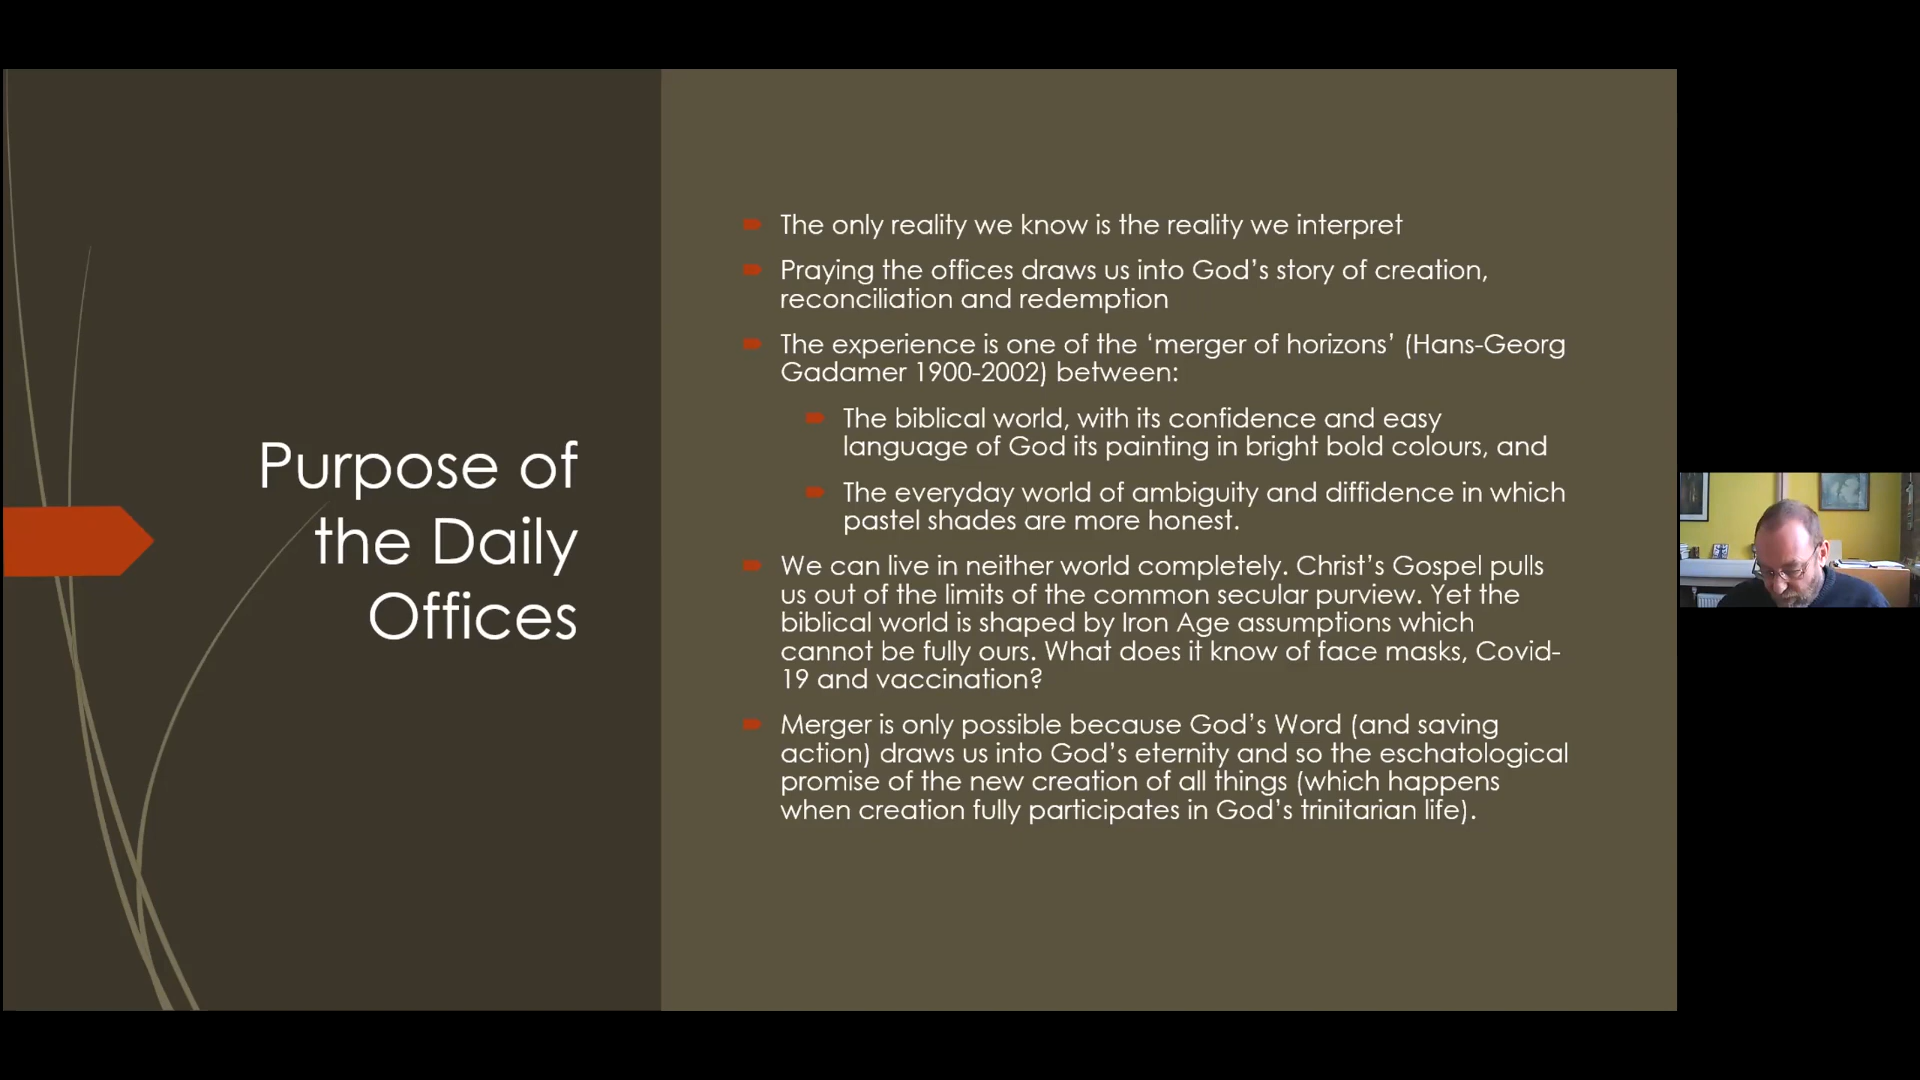 Purpose of
the Daily
Offices
The only reality we know is the reality we interpret
Praying the offices draws us into God’s story of creation,
reconciliation and redemption
The experience is one of the ‘merger of horizons’ (Hans-Georg
Gadamer 1900-2002) between:
The biblical world, with its confidence and easy
language of God its painting in bright bold colours, and
The everyday world of ambiguity and diffidence in which
pastel shades are more honest.
We can live in neither world completely. Christ’s Gospel pulls
us out of the limits of the common secular purview. Yet the
biblical world is shaped by Iron Age assumptions which
cannot be fully ours. What does it know of face masks, Covid-
19 and vaccination?
Merger is only possible because God’s Word (and saving
action) draws us into God’s eternity and so the eschatological
promise of the new creation of all things (which happens
when creation fully participates in God’s trinitarian life).